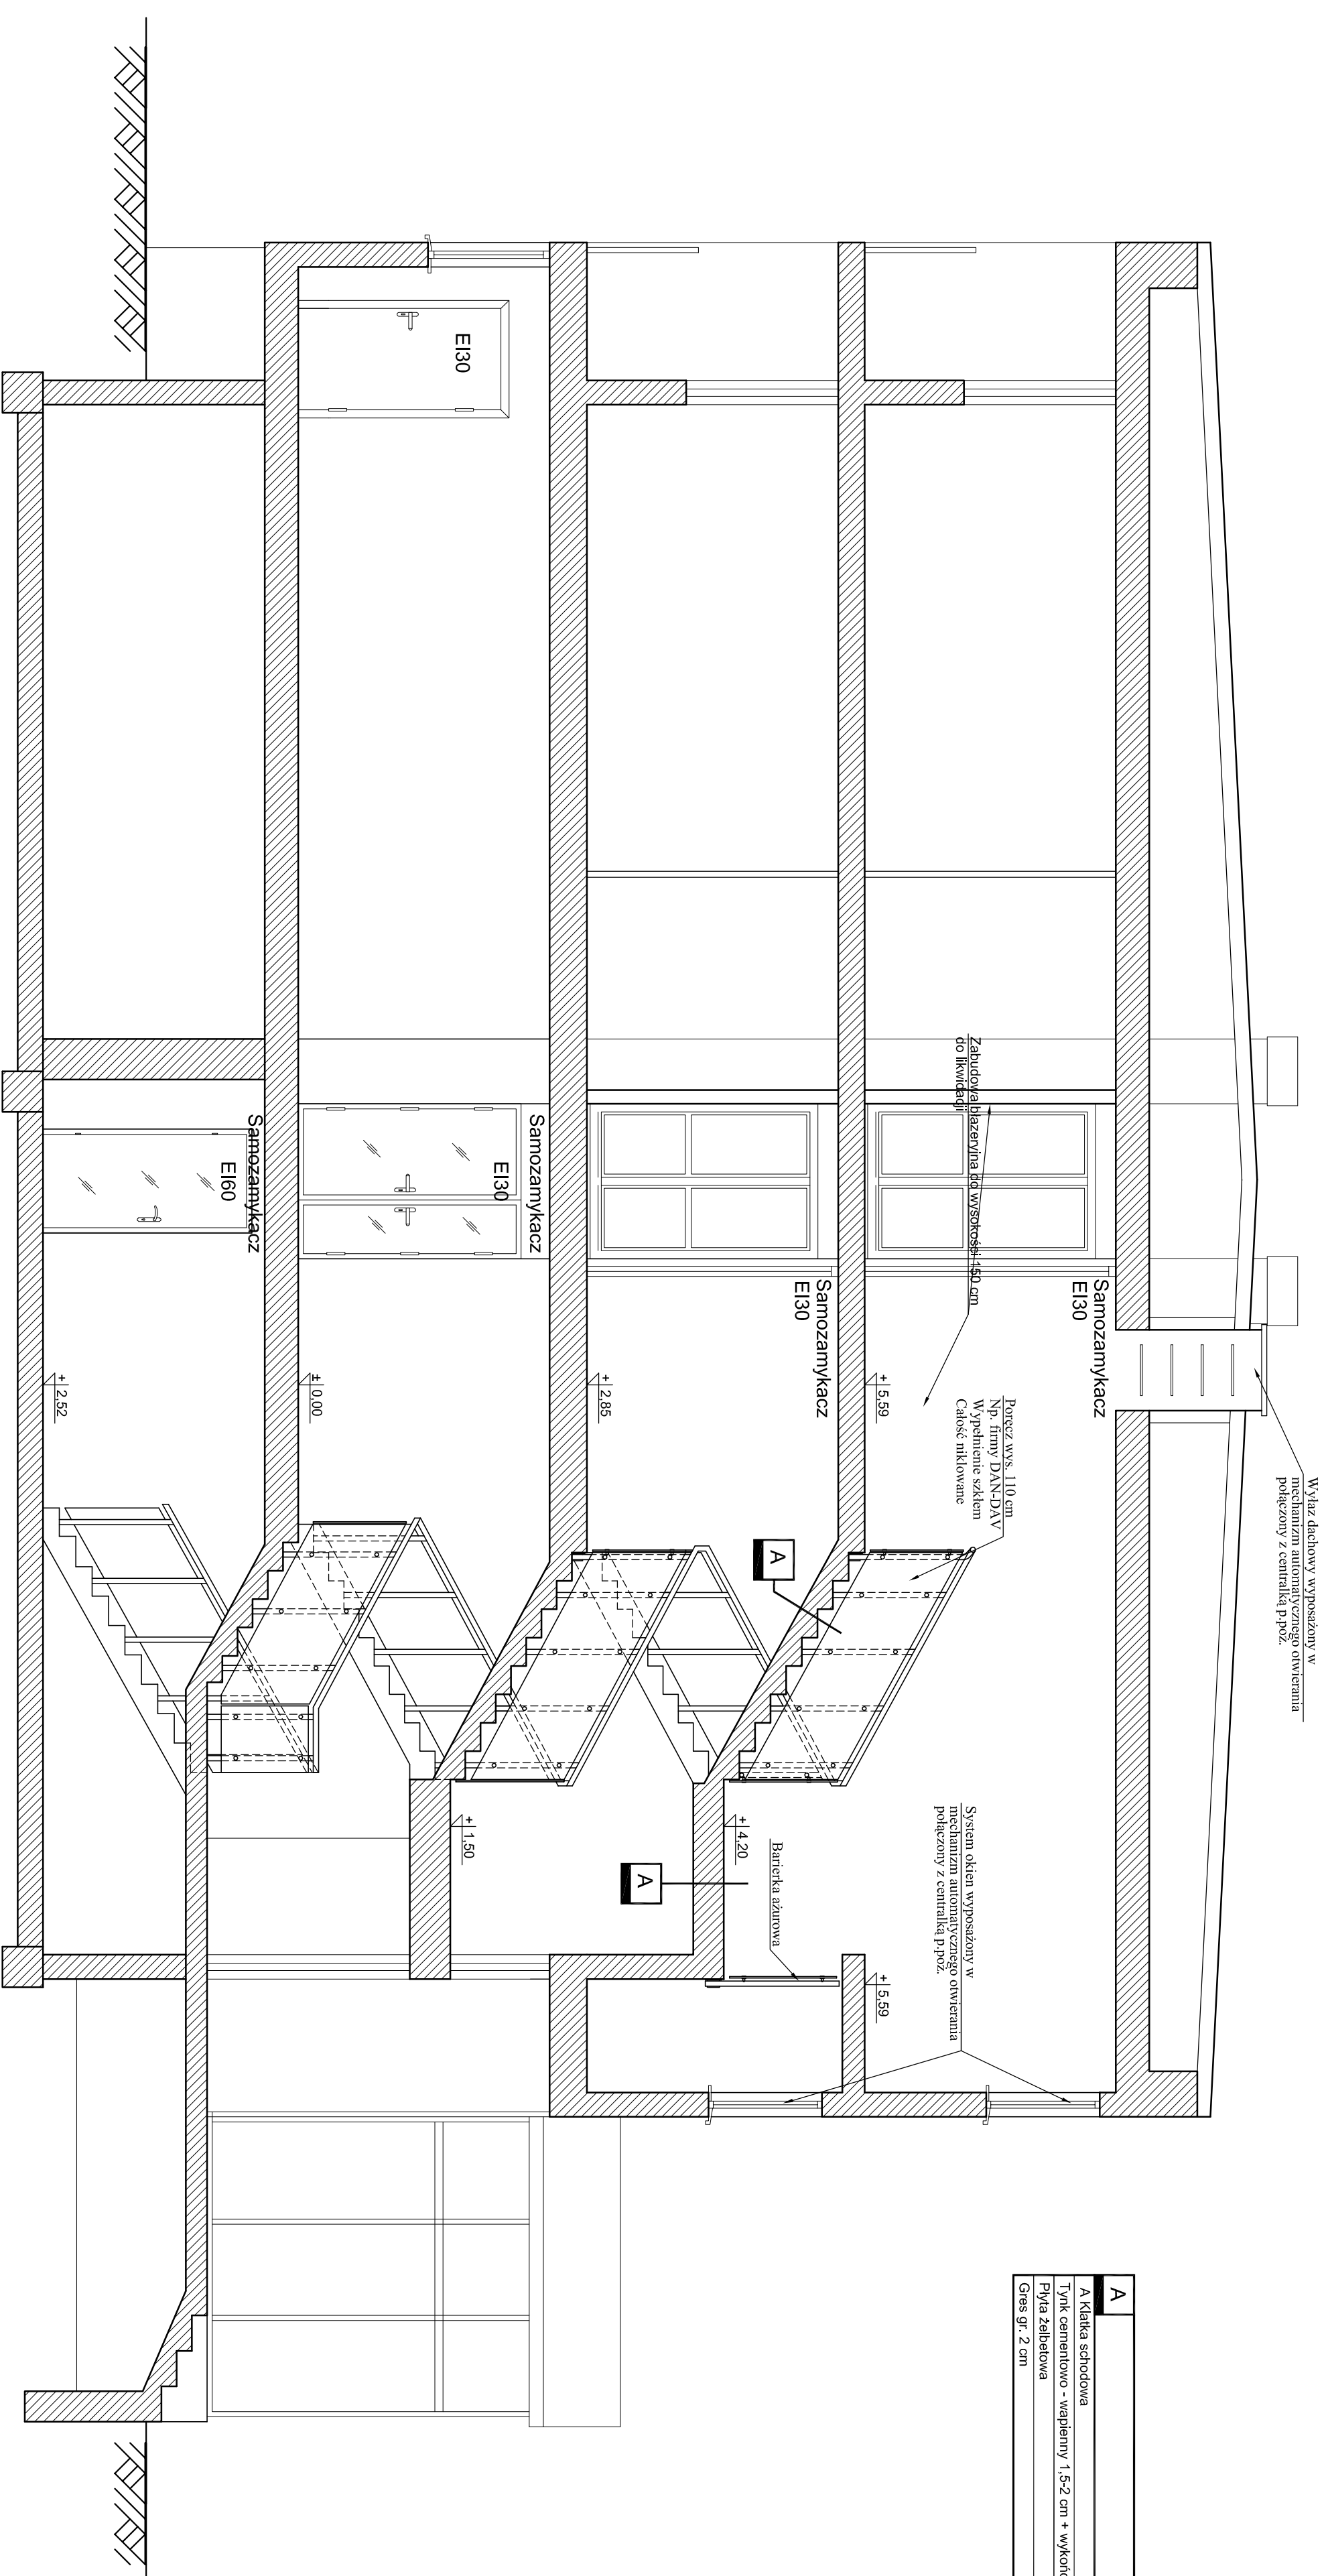 Wyłaz dachowy wyposażony w
mechanizm automatycznego otwierania
połączony z centralką p.poż.
Zabudowa blazeryjna do wysokości 150 cm
do likwidacji
Samozamykacz
EI30
+ 5,59
Poręcz wys. 110 cm
Np. firmy DAN-DAV
Wypełnienie szkłem
Całość niklowane
System okien wyposażony w
mechanizm automatycznego otwierania
połączony z centralką p.poż.
+ 5,59
Samozamykacz
EI30
+ 2,85
A
+ 4,20
Barierka ażurowa
A
EI30
Samozamykacz
EI30
± 0,00
+ 1,50
Samozamykacz
EI60
+ 2,52
A
A Klatka schodowa
Tynk cementowo - wapienny 1,5-2 cm +
Płyta żelbetowa
Gres gr. 2 cm